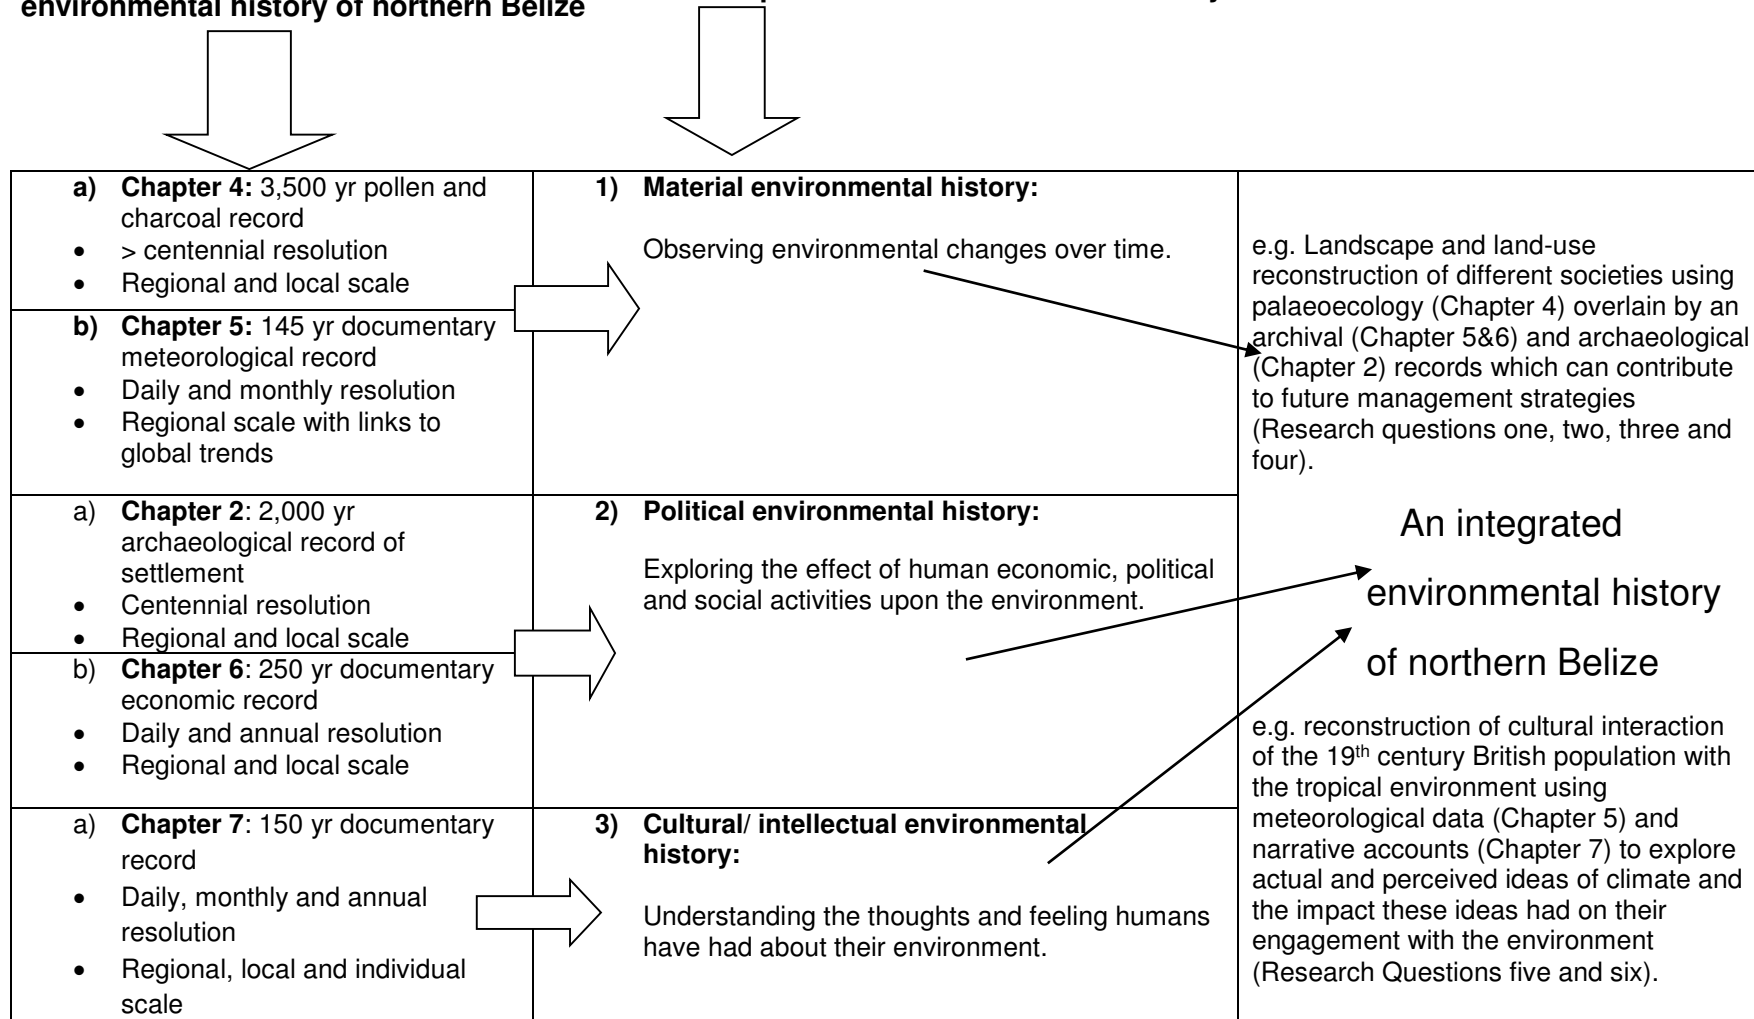 environmental history of northern Belize
a) Chapter 4: 3,500 yr pollen and
charcoal record
• > centennial resolution
• Regional and local scale
b) Chapter 5: 145 yr documentary
meteorological record
• Daily and monthly resolution
• Regional scale with links to
global trends
a) Chapter 2: 2,000 yr
archaeological record of
settlement
• Centennial resolution
• Regional and local scale
b) Chapter 6: 250 yr documentary
economic record
• Daily and annual resolution
• Regional and local scale
a) Chapter 7: 150 yr documentary
record
• Daily, monthly and annual
resolution
• Regional, local and individual
scale
1) Material environmental history:
Observing environmental changes over time.
2) Political environmental history:
Exploring the effect of human economic, political
and social activities upon the environment.
3) Cultural/ intellectual environmental
history:
Understanding the thoughts and feeling humans
have had about their environment.
e.g. Landscape and land-use
reconstruction of different societies using
palaeoecology (Chapter 4) overlain by an
archival (Chapter 5&6) and archaeological
(Chapter 2) records which can contribute
to future management strategies
(Research questions one, two, three and
four).
An integrated
environmental history
of northern Belize
e.g. reconstruction of cultural interaction
of the 19th century British population with
the tropical environment using
meteorological data (Chapter 5) and
narrative accounts (Chapter 7) to explore
actual and perceived ideas of climate and
the impact these ideas had on their
engagement with the environment
(Research Questions five and six).